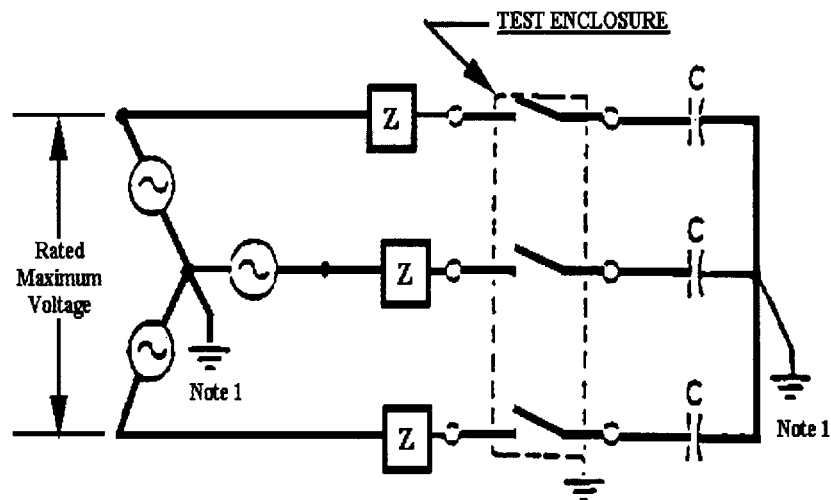 TEST ENCLOSURE
C
Z
Rated
Maximum
Voltage
C
Z
Note 1
C
Z
Note 1